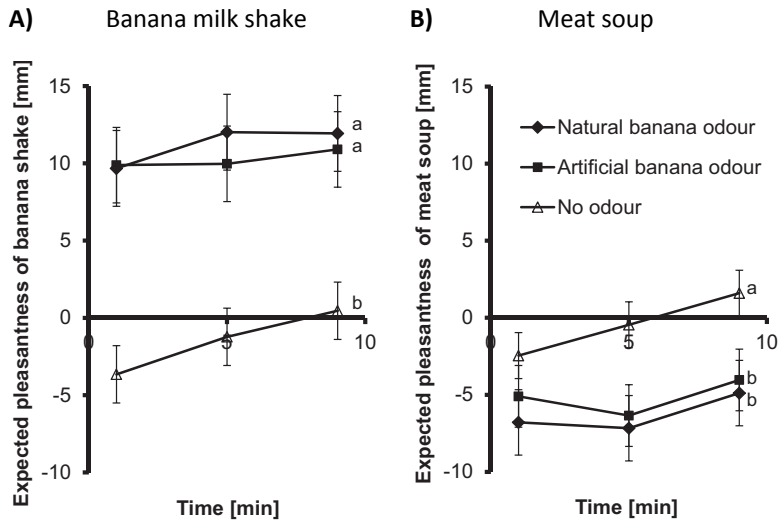 A) Banana milk shake
B) Meat soup
Expected pleasantness of banana shake [mm]
15
10
5
0
-5
-10
0
5
10
a
a
b
Time [min]
Expected pleasantness of meat soup [mm]
15
10
5
0
-5
-10
0
5
10
Natural banana odour
Artificial banana odour
No odour
a
b
b
Time [min]